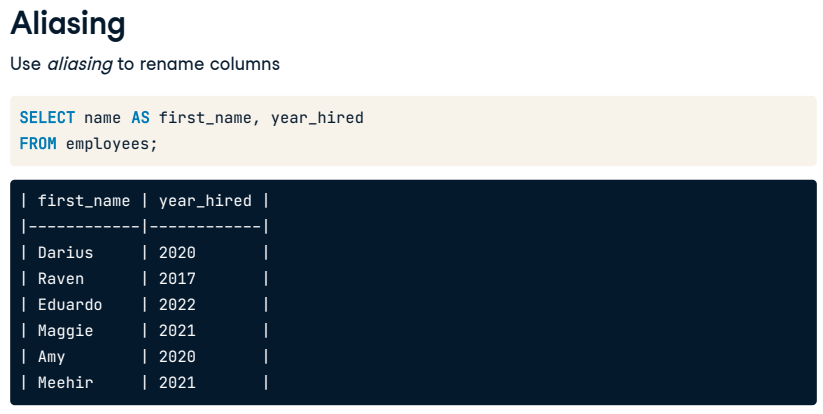 Aliasing
Use aliasing to rename columns
SELECT name AS first_name, year_hired
FROM employees;
| first_name | year_hired |
|------------|------------|
| Darius     | 2020       |
| Raven      | 2017       |
| Eduardo    | 2022       |
| Maggie     | 2021       |
| Amy        | 2020       |
| Meehir     | 2021       |